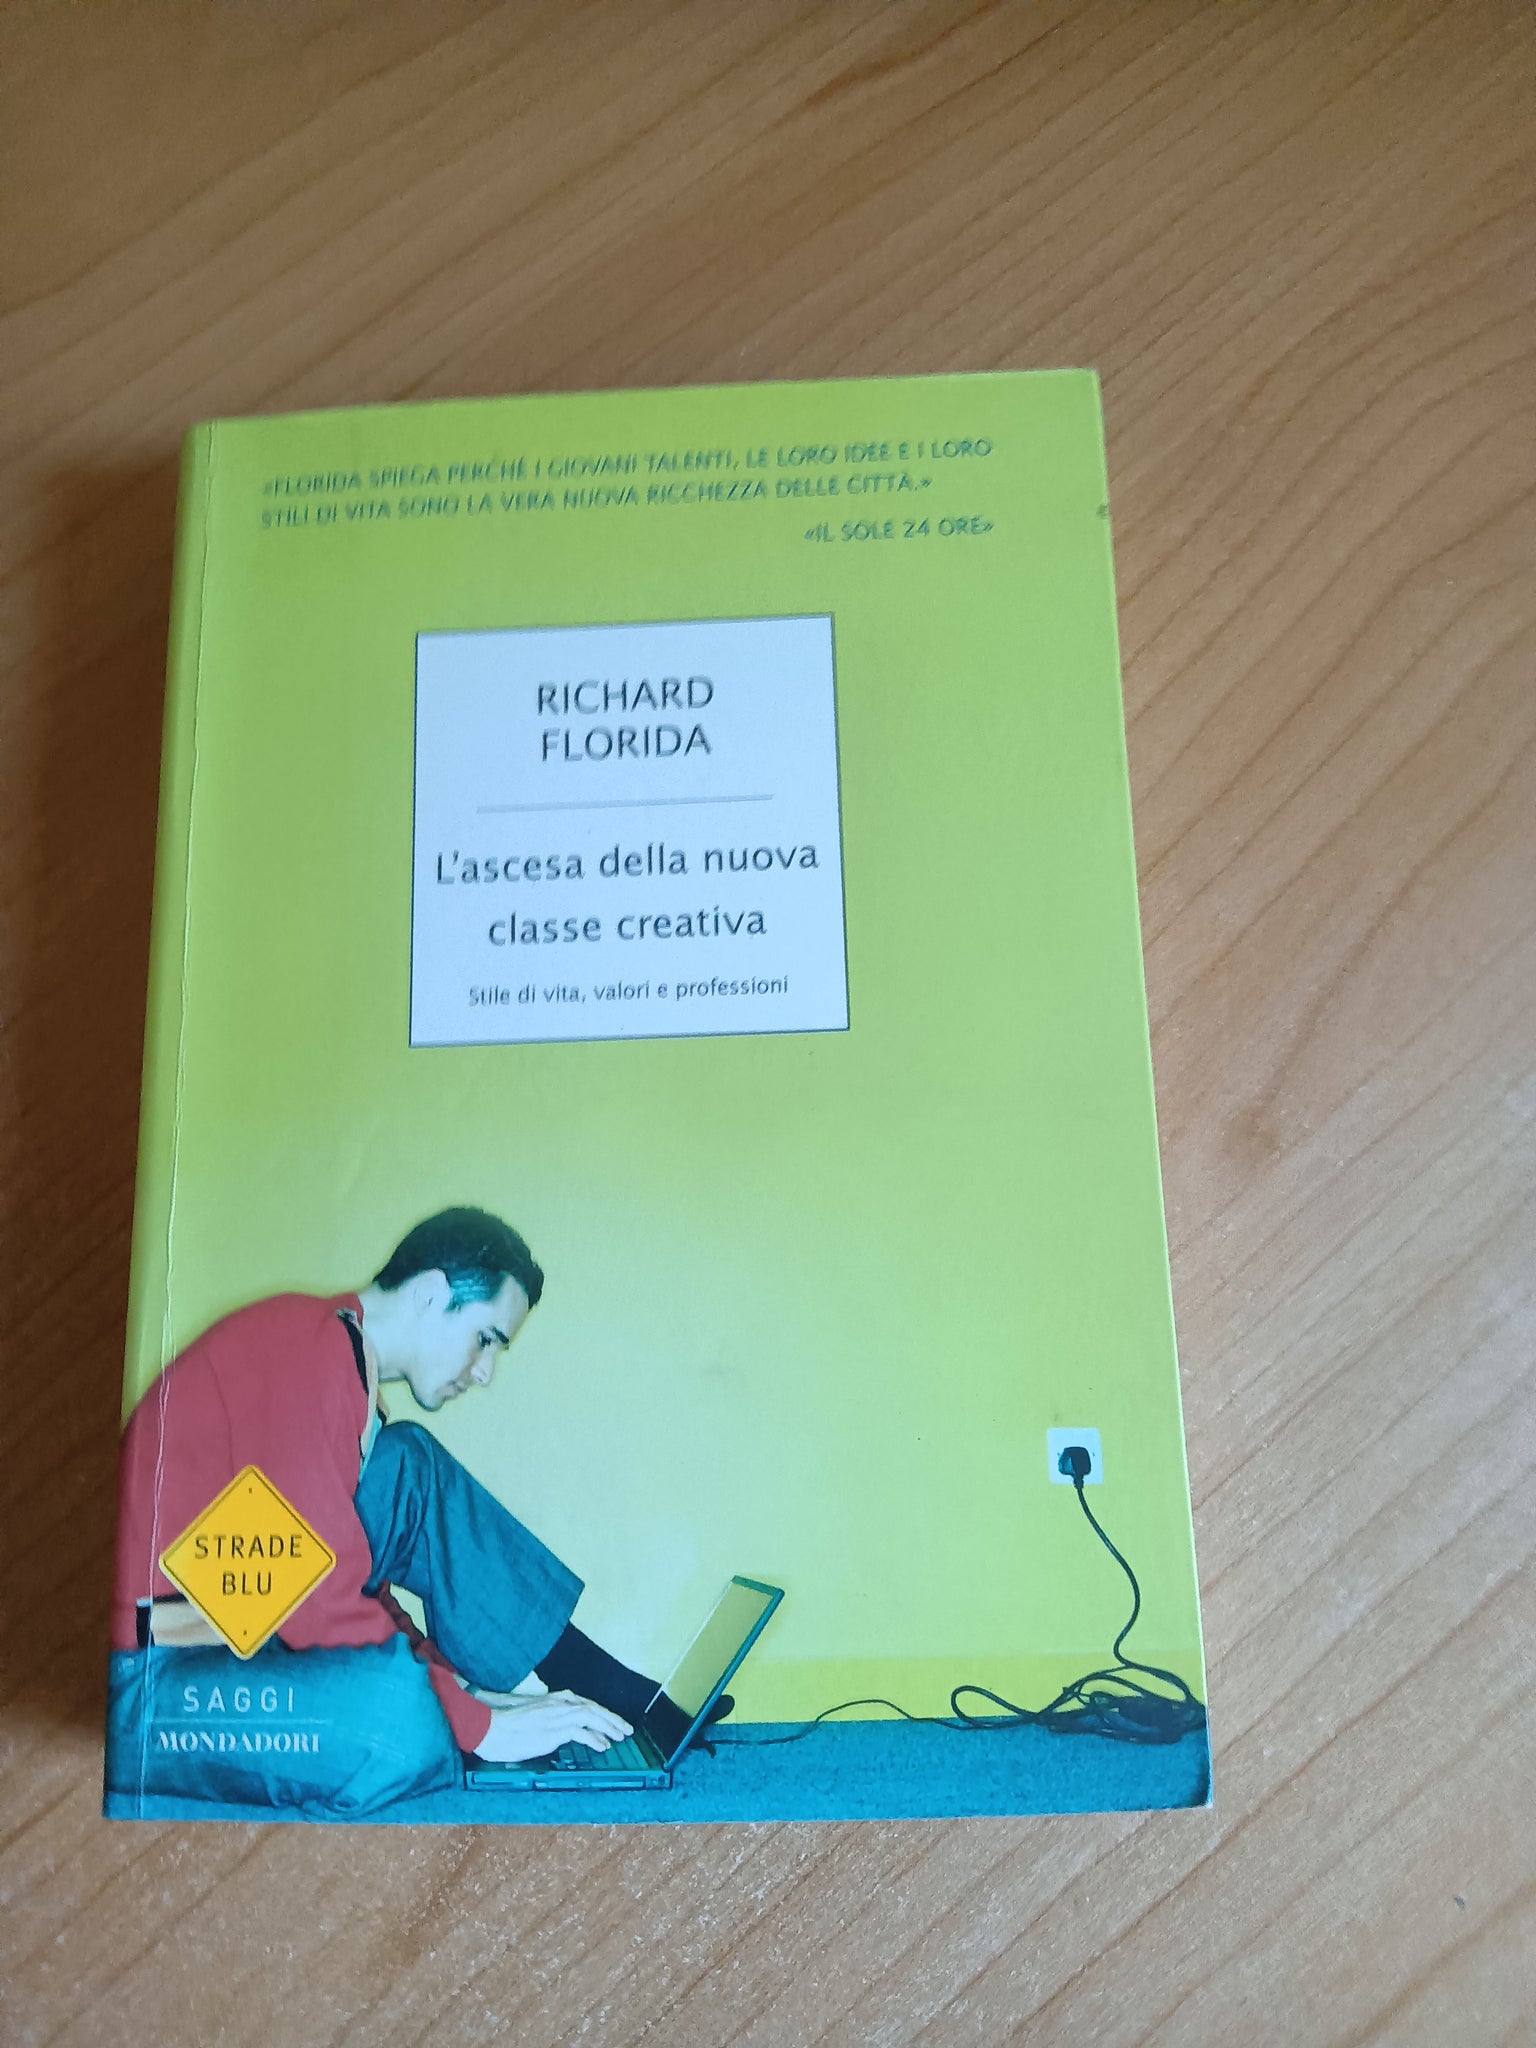 «FLORIDA SPIEGA PERCHÉ I GIOVANI TALENTI, LE LORO IDEE E I LORO
STILI DI VITA SONO LA VERA NUOVA RICCHEZZA DELLE CITTÀ.»
«IL SOLE 24 ORE»
RICHARD
FLORIDA
L'ascesa della nuova
classe creativa
Stile di vita, valori e professioni
STRADE
BLU
SAGGI
MONDADORI